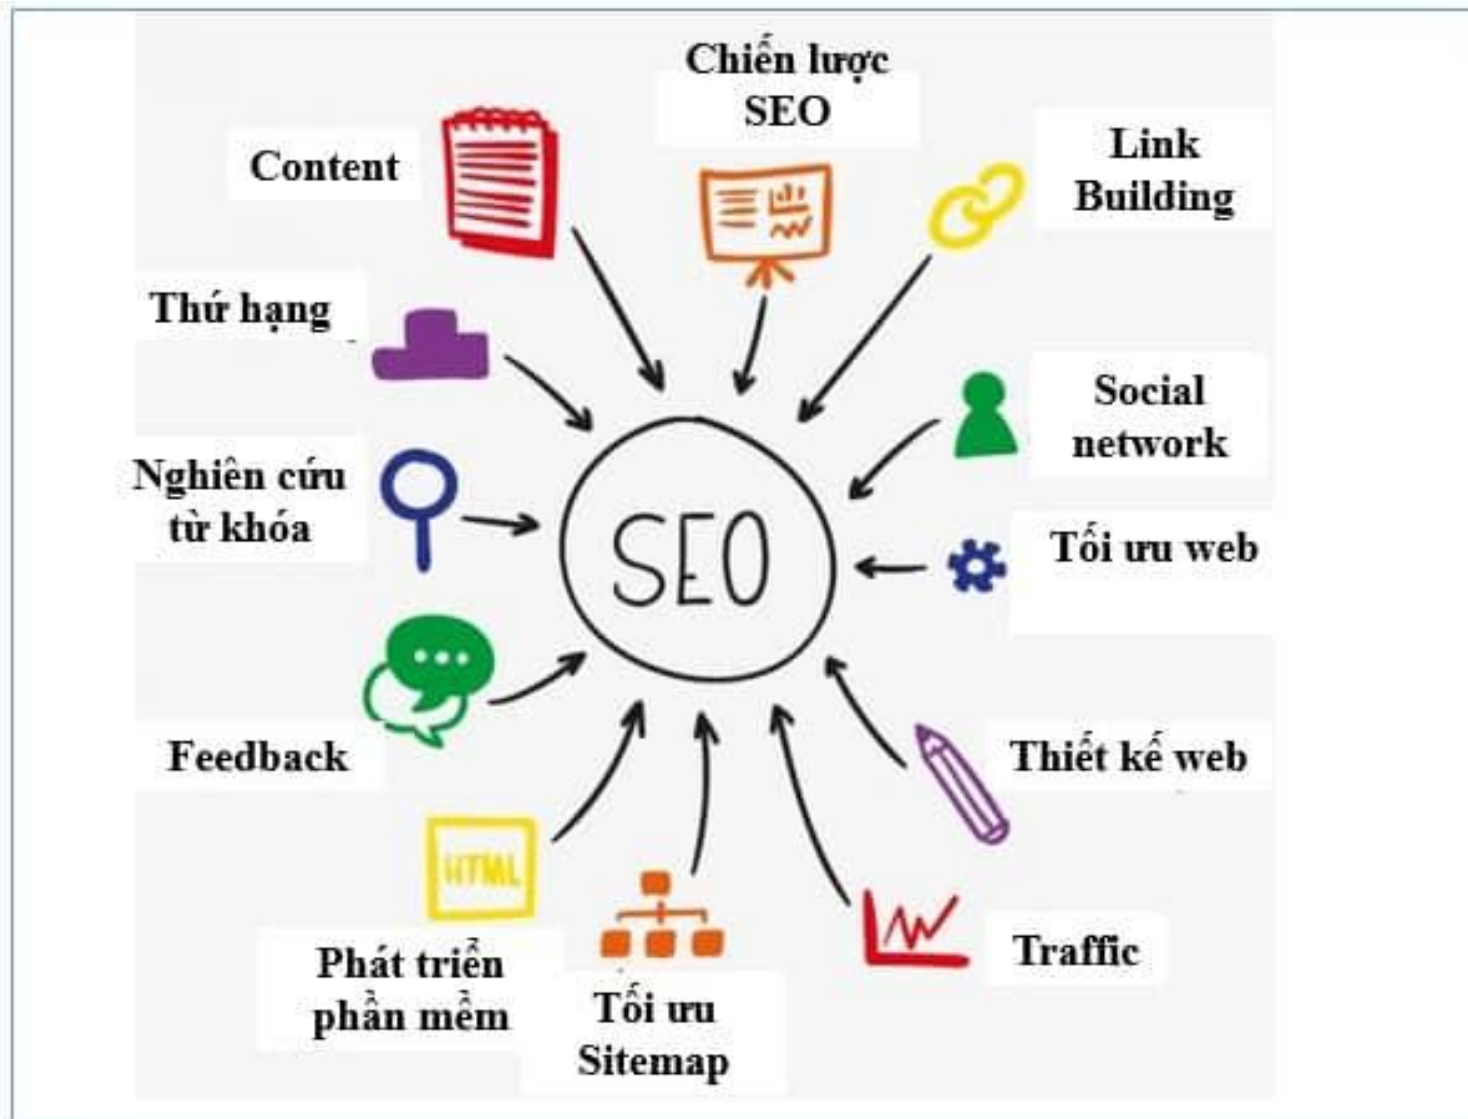 Chiến lược
SEO
Content
Link
Building
Thứ hạng
Social
network
Nghiên cứu
từ khóa
SEO
Tối ưu web
Feedback
Thiết kế web
HTML
Phát triển
phần mềm
Tối ưu
Sitemap
Traffic